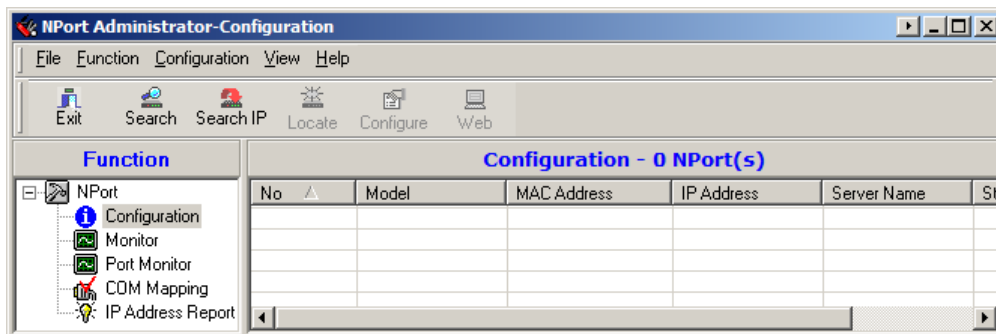 NPort Administrator-Configuration
File Function Configuration View Help
Exit Search Search IP Locate Configure Web
Function
Configuration - 0 NPort(s)
NPort
Configuration
Monitor
Port Monitor
COM Mapping
IP Address Report
No Model MAC Address IP Address Server Name